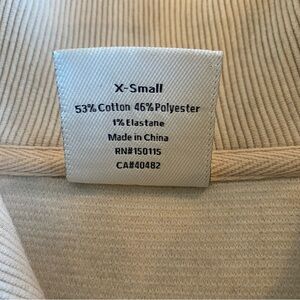 X-Small
53% Cotton 46% Polyester
1% Elastane
Made in China
RN#150115
CA#40482